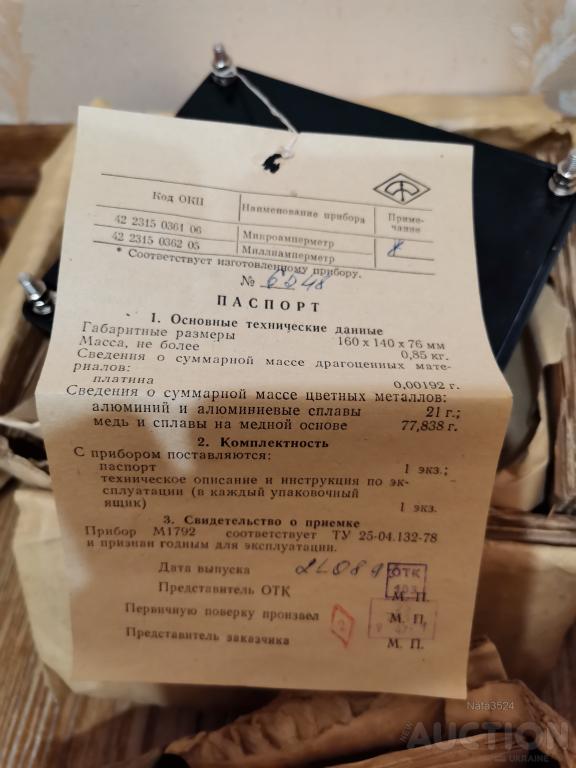 Код ОКП Наименование прибора Приме-
чание
42 2315 0361 06 Микроамперметр
42 2315 0362 05 Миллиамперметр 8
* Соответствует изготовленному прибору.
№ 6548
ПАСПОРТ
1. Основные технические данные
Габаритные размеры 160 х 140 х 76 мм
Масса, не более 0,85 кг.
Сведения о суммарной массе драгоценных мате-
риалов:
платина 0,00192 г.
Сведения о суммарной массе цветных металлов:
алюминий и алюминиевые сплавы 21 г.;
медь и сплавы на медной основе 77,838 г.
2. Комплектность
С прибором поставляются:
паспорт 1 экз.;
техническое описание и инструкция по эк-
сплуатации (в каждый упаковочный
ящик) 1 экз.
3. Свидетельство о приемке
Прибор М1792 соответствует ТУ 25-04.132-78
и признан годным для эксплуатации.
Дата выпуска ОТК
Представитель ОТК М. П.
Первичную поверку произвел М. П.
Представитель заказчика М. П.
Nata3524
AUCTION
UKRAINE